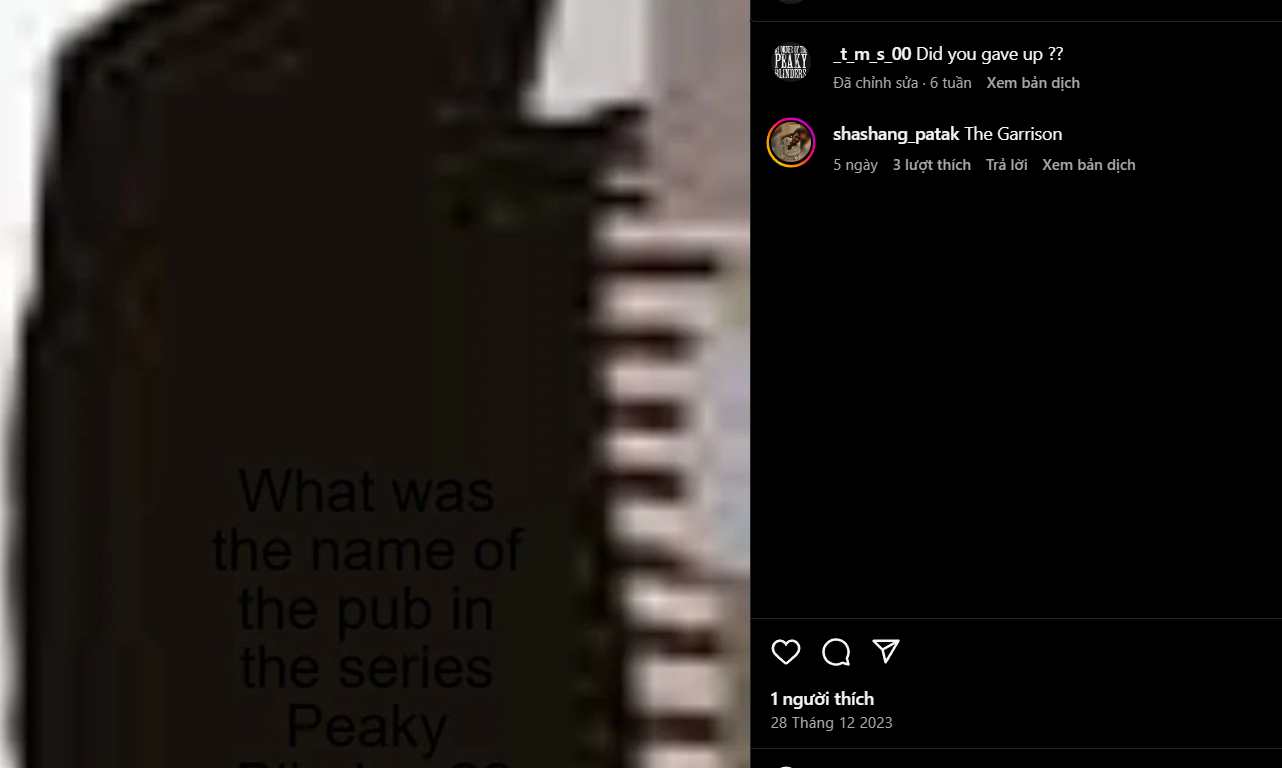 What was
the name of
the pub in
the series
Peaky
_t_m_s_00 Did you gave up ??
Đã chỉnh sửa · 6 tuần Xem bản dịch
shashang_patak The Garrison
5 ngày 3 lượt thích Trả lời Xem bản dịch
1 người thích
28 Tháng 12 2023
PEAKY
BLINDERS